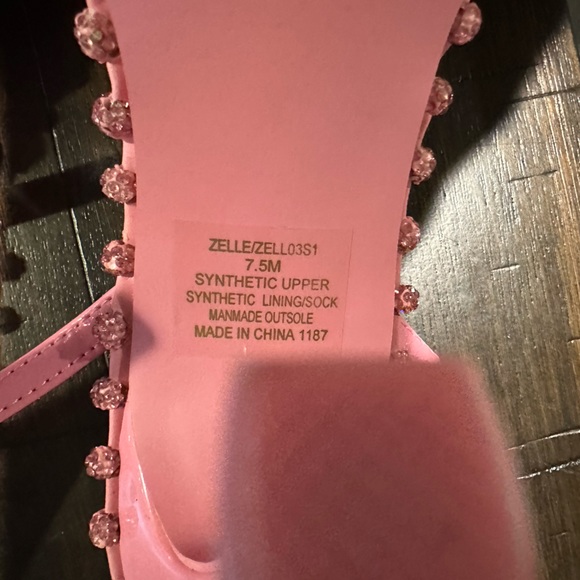 ZELLE/ZELL03S1
7.5M
SYNTHETIC UPPER
SYNTHETIC LINING/SOCK
MANMADE OUTSOLE
MADE IN CHINA 1187